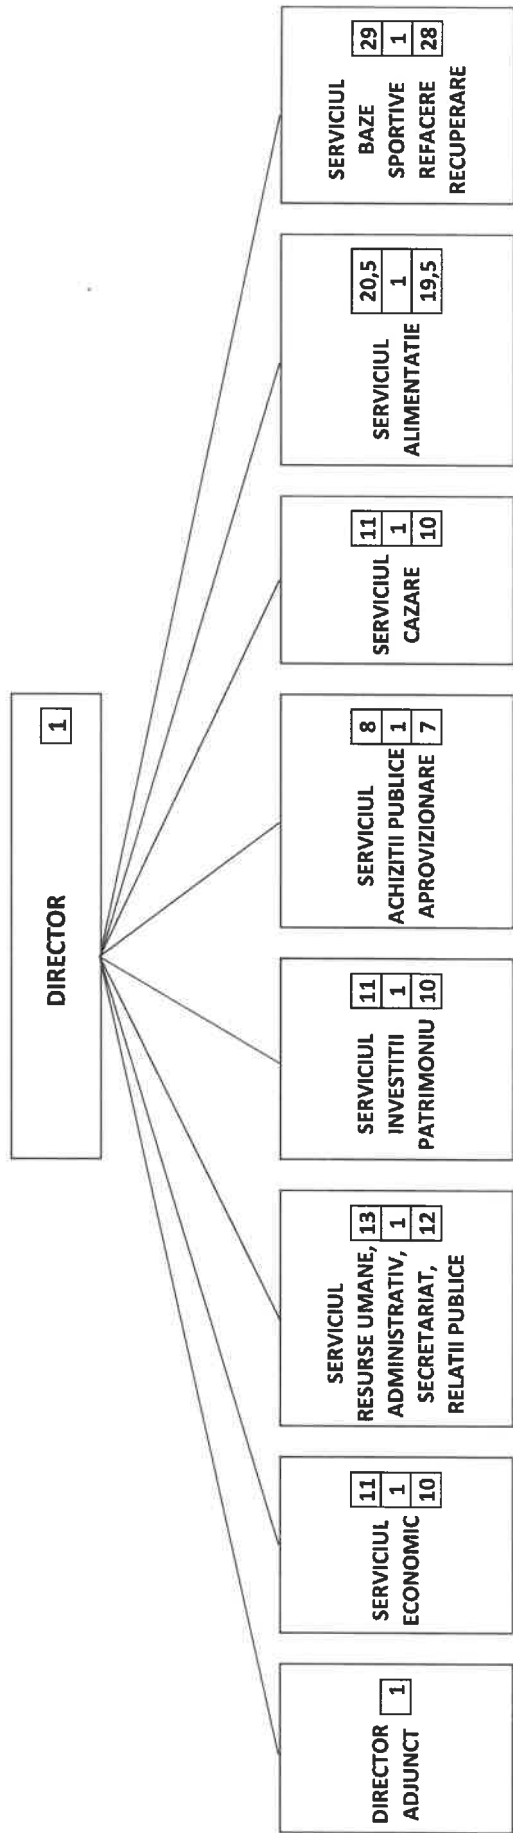 DIRECTOR
1
DIRECTOR
ADJUNCT
1
SERVICIUL
ECONOMIC
11
1
10
SERVICIUL
RESURSE UMANE,
ADMINISTRATIV,
SECRETARIAT,
RELATII PUBLICE
13
1
12
SERVICIUL
INVESTITII
PATRIMONIU
11
1
10
SERVICIUL
ACHIZITII PUBLICE
APROVIZIONARE
8
1
7
SERVICIUL
CAZARE
11
1
10
SERVICIUL
ALIMENTATIE
20,5
1
19,5
SERVICIUL
BAZE
SPORTIVE
REFACERE
RECUPERARE
29
1
28